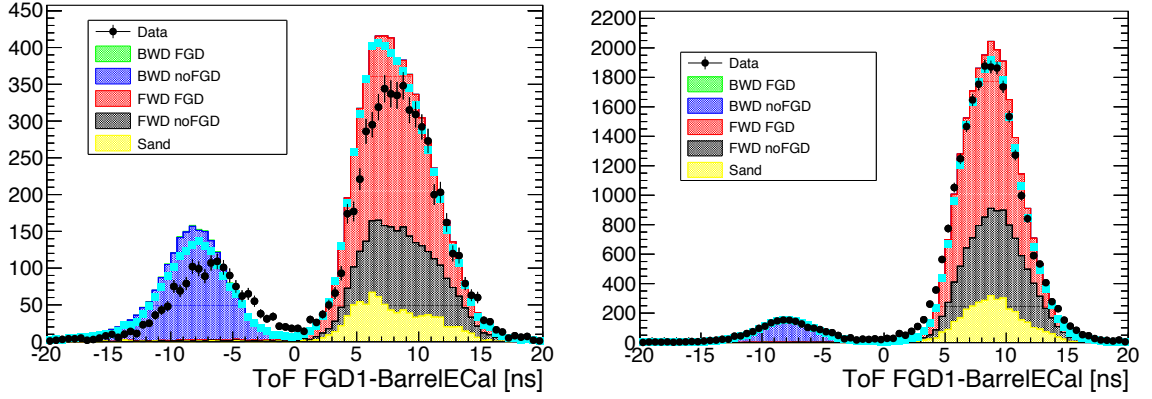 450
400
350
300
250
200
150
100
50
0
Data
BWD FGD
BWD noFGD
FWD FGD
FWD noFGD
Sand
-20 -15 -10 -5 0 5 10 15 20
ToF FGD1-BarrelECal [ns]
2200
2000
1800
1600
1400
1200
1000
800
600
400
200
0
Data
BWD FGD
BWD noFGD
FWD FGD
FWD noFGD
Sand
-20 -15 -10 -5 0 5 10 15 20
ToF FGD1-BarrelECal [ns]